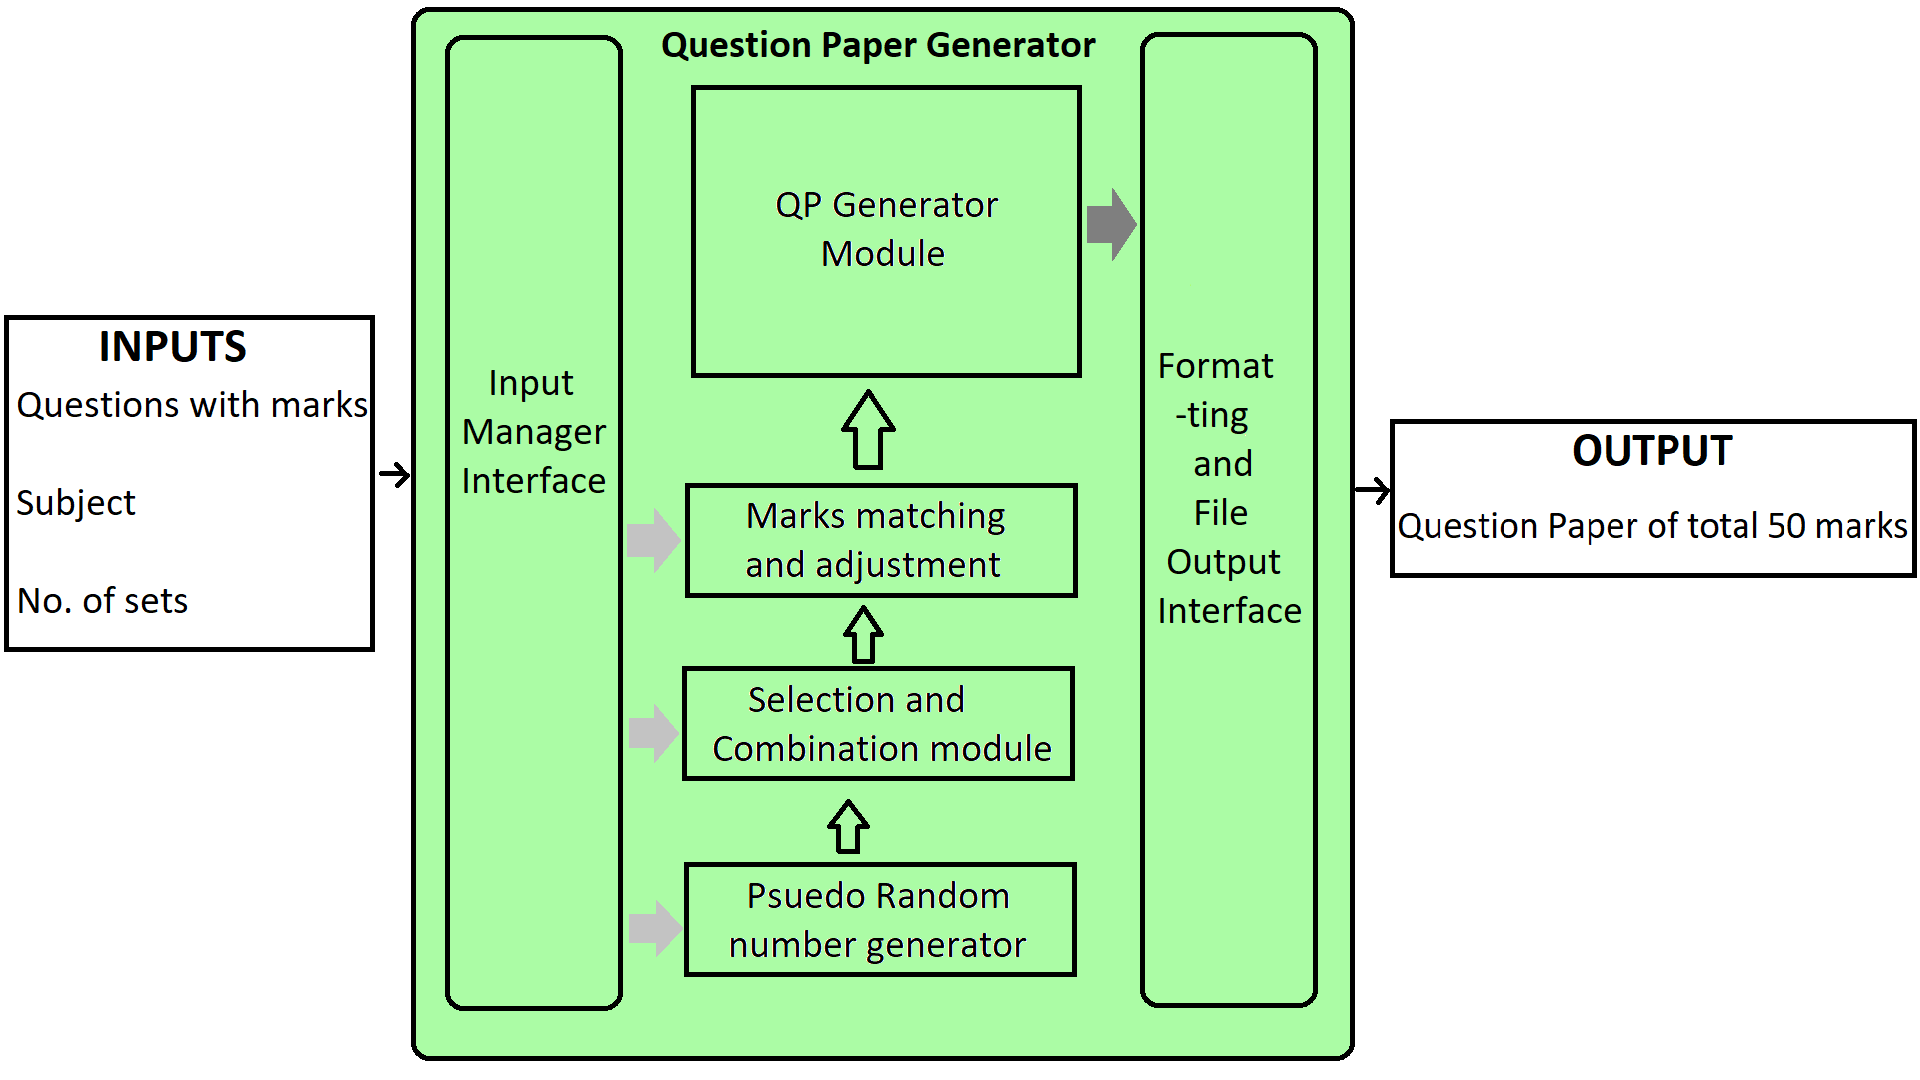 Question Paper Generator
INPUTS
Questions with marks
Subject
No. of sets
Input
Manager
Interface
QP Generator
Module
Marks matching
and adjustment
Selection and
Combination module
Psuedo Random
number generator
Format
-ting
and
File
Output
Interface
OUTPUT
Question Paper of total 50 marks